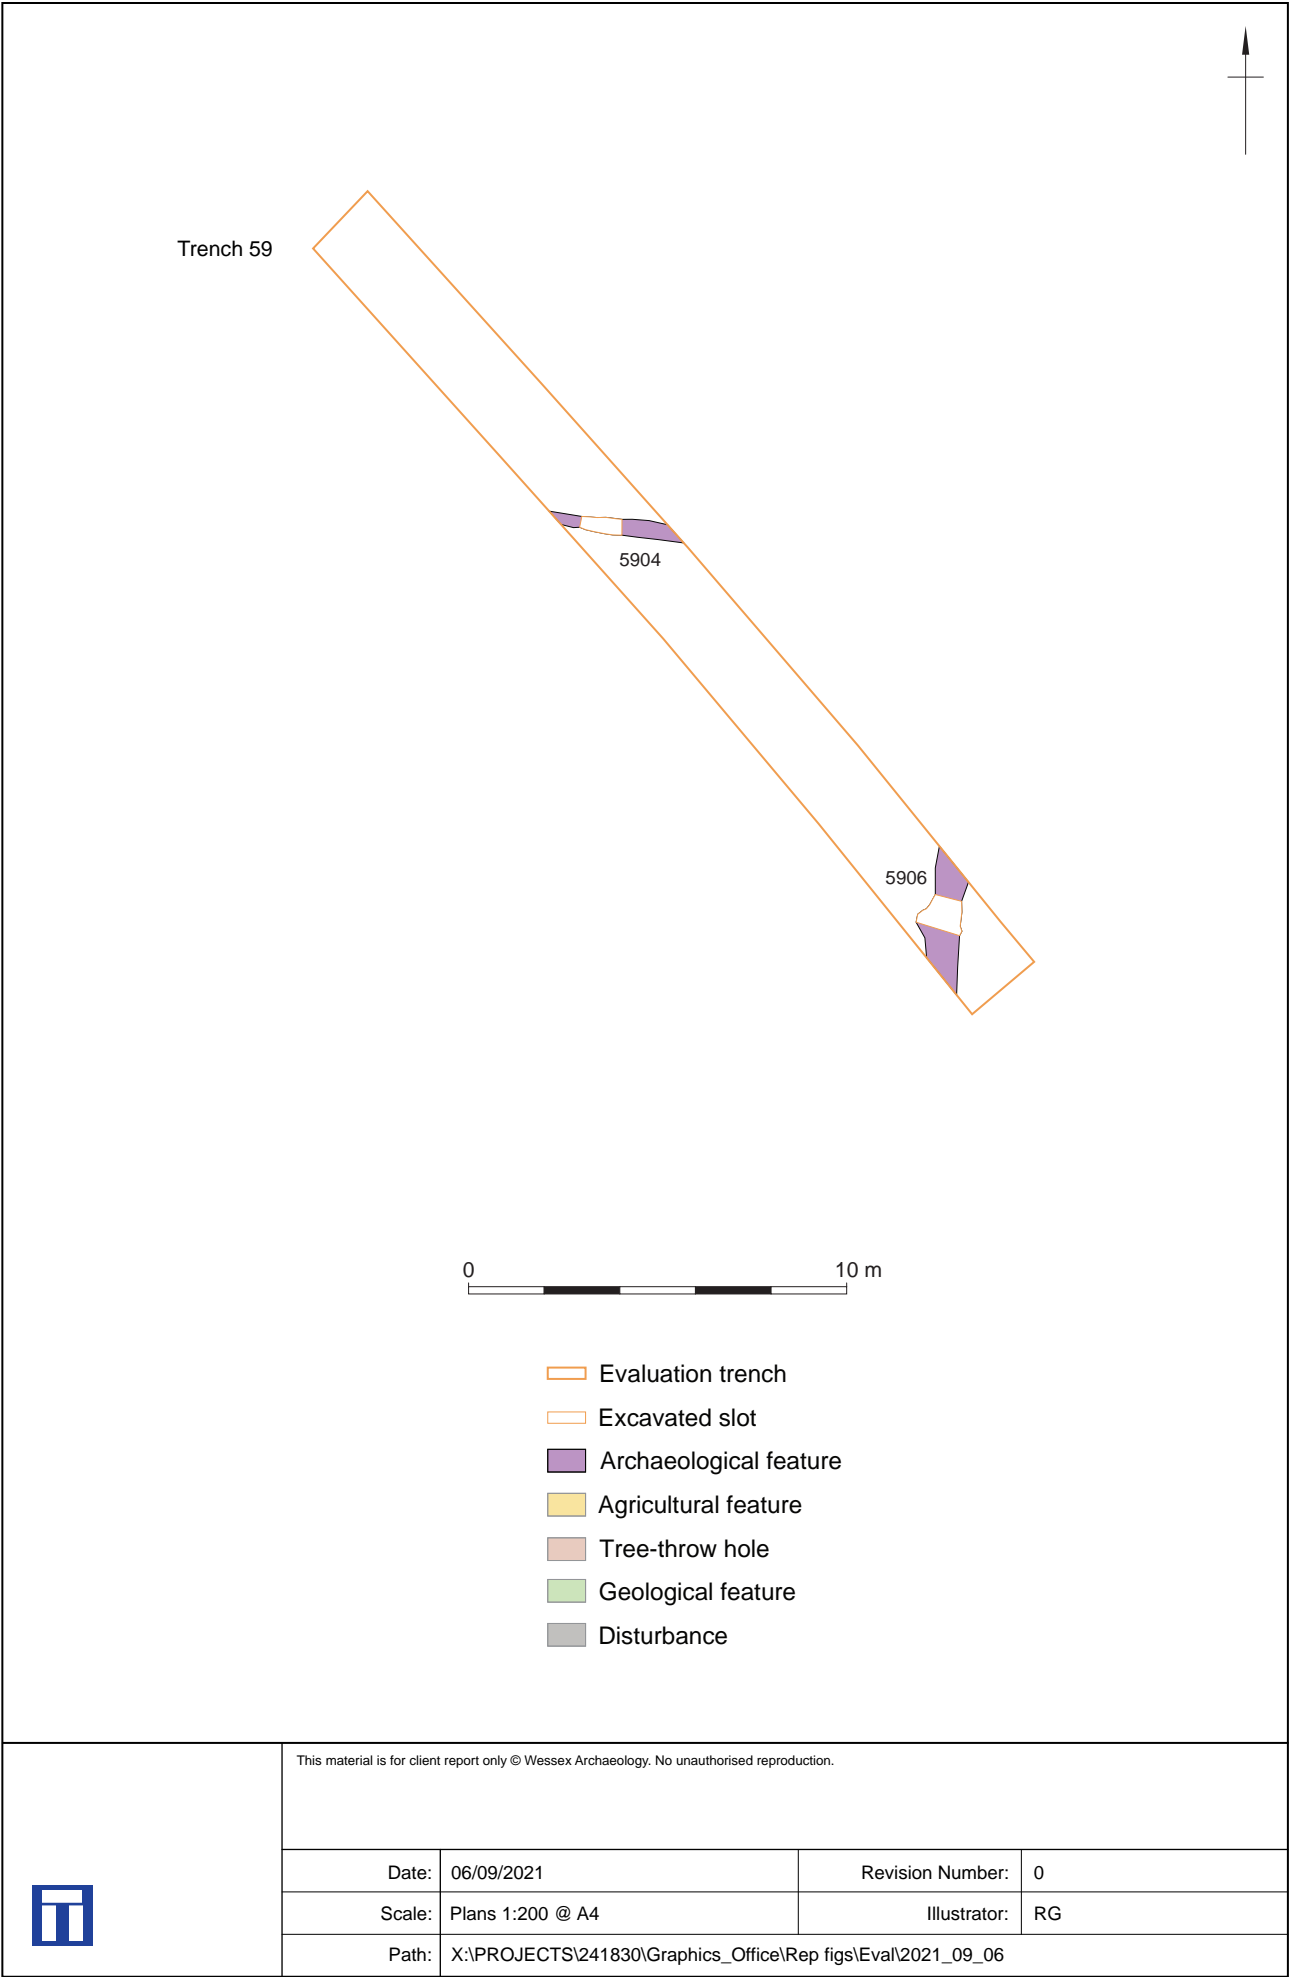 Trench 59
5904
5906
0 10 m
Evaluation trench
Excavated slot
Archaeological feature
Agricultural feature
Tree-throw hole
Geological feature
Disturbance
This material is for client report only © Wessex Archaeology. No unauthorised reproduction.
Date: 06/09/2021 Revision Number: 0
Scale: Plans 1:200 @ A4 Illustrator: RG
Path: X:\PROJECTS\241830\Graphics_Office\Rep figs\Eval\2021_09_06